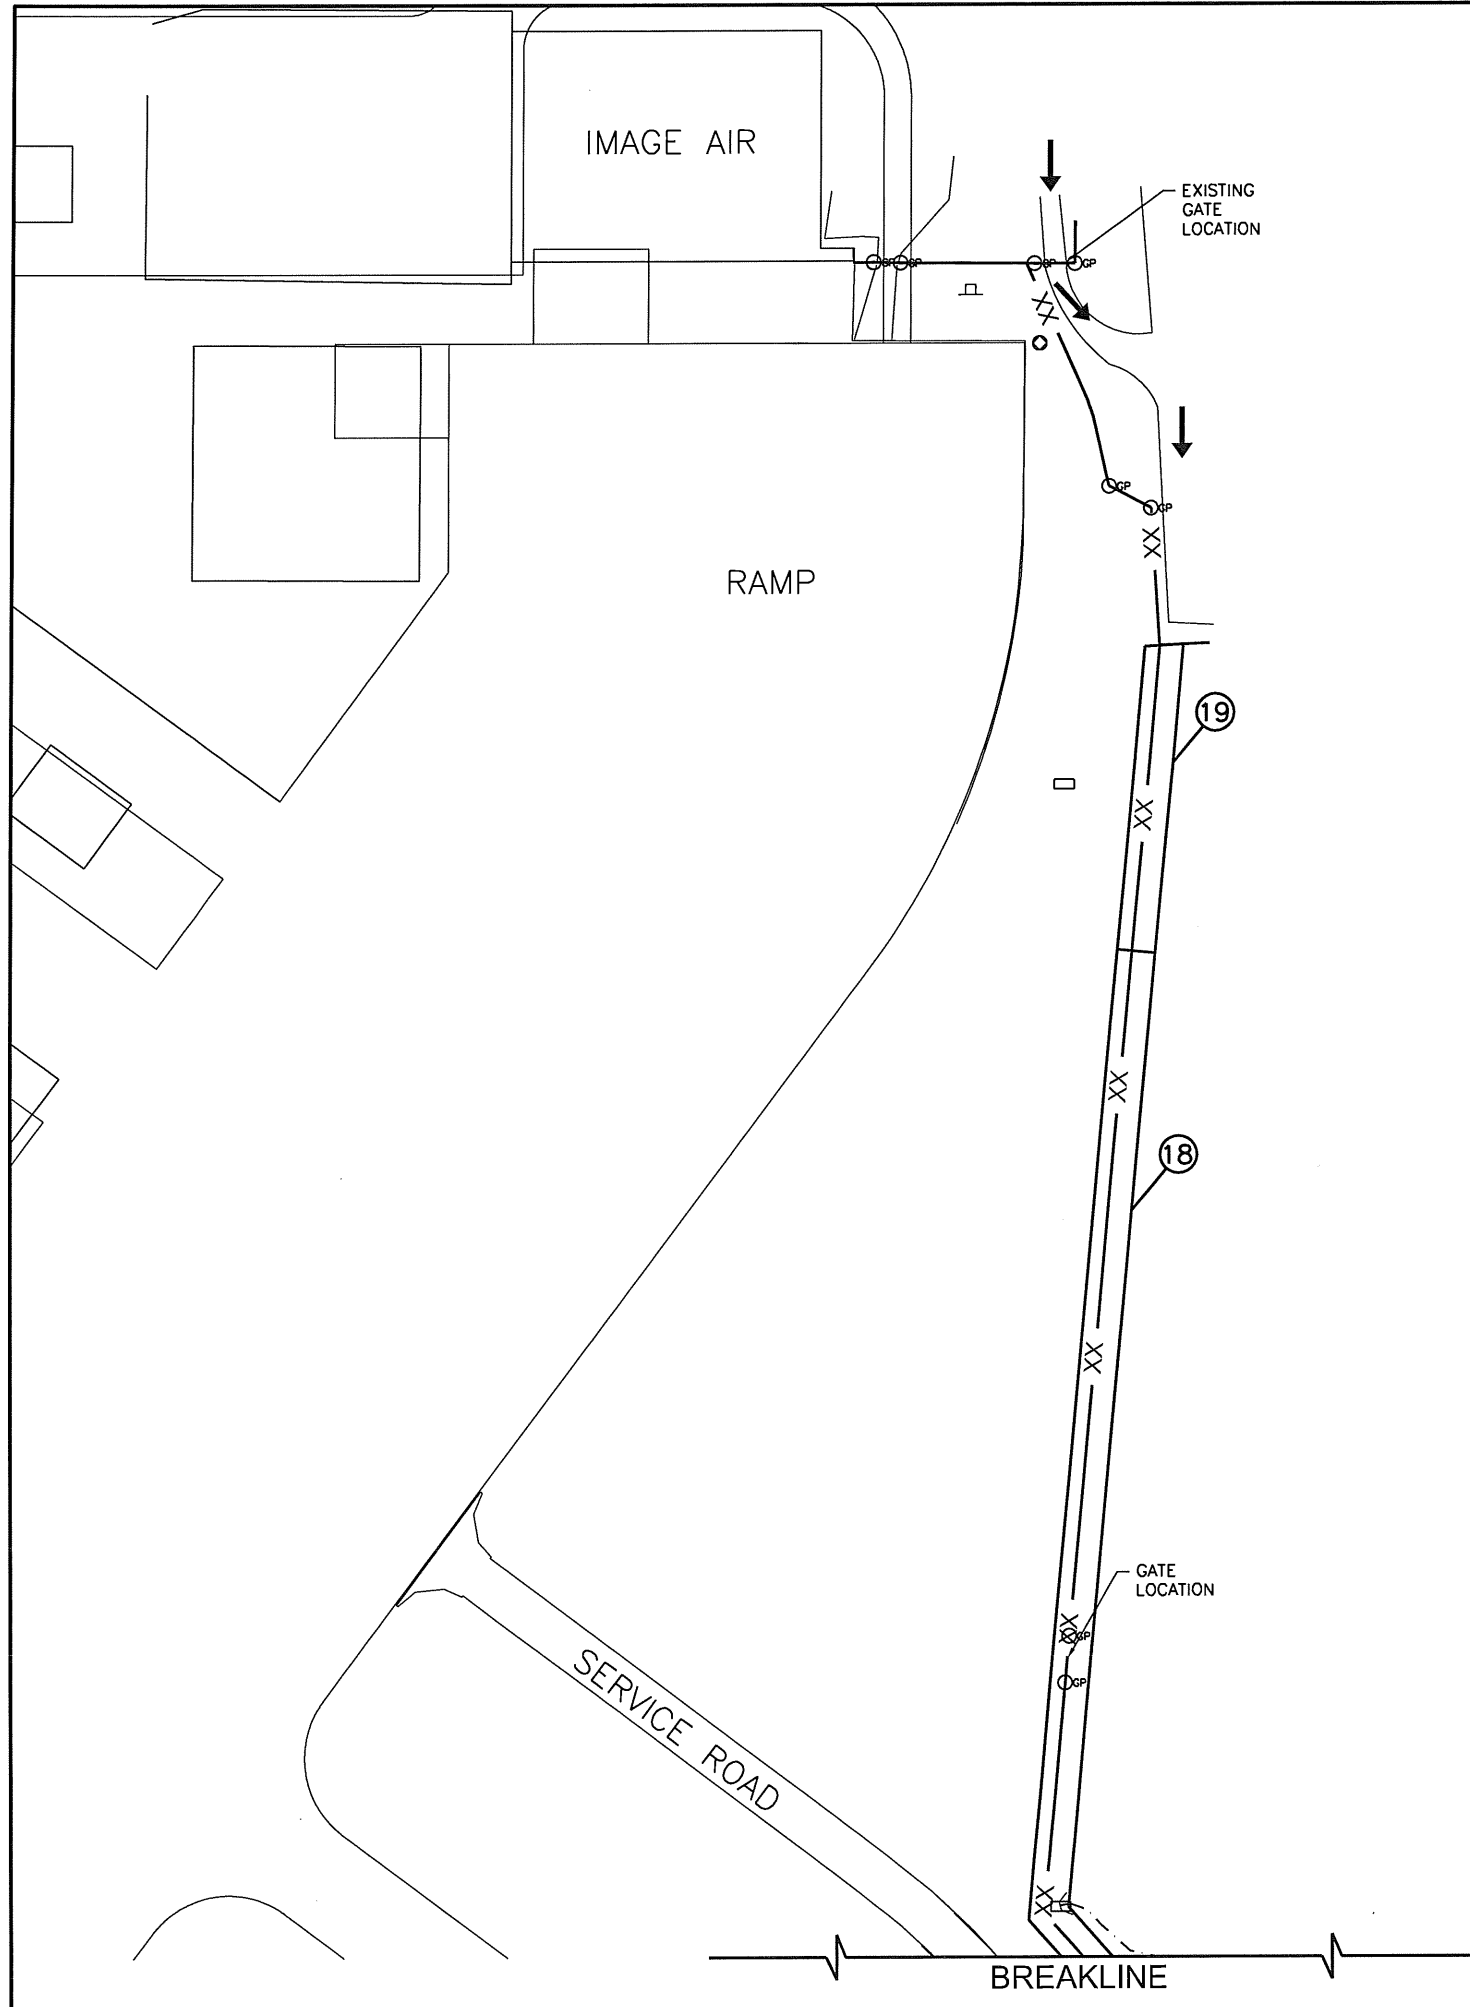 IMAGE AIR
EXISTING
GATE
LOCATION
GP
GP
GP
GP
XX
GP
GP
XX
RAMP
19
XX
XX
18
XX
GATE
LOCATION
XX
GP
GP
SERVICE ROAD
XX
BREAKLINE